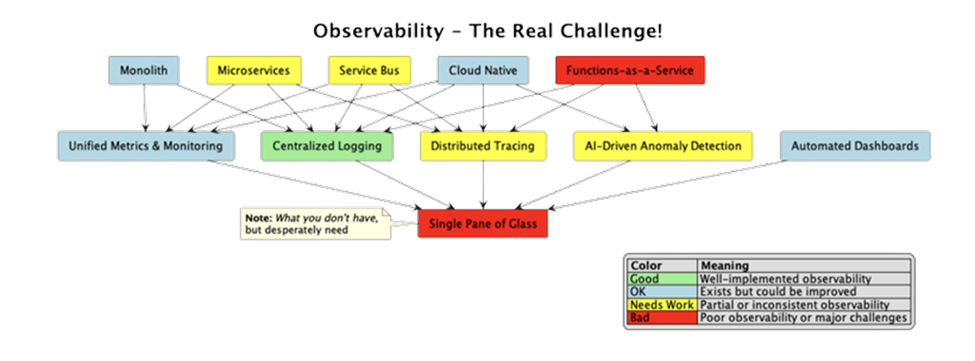 Observability – The Real Challenge!
Monolith
Microservices
Service Bus
Cloud Native
Functions-as-a-Service
Unified Metrics & Monitoring
Centralized Logging
Distributed Tracing
AI-Driven Anomaly Detection
Automated Dashboards
Note: What you don't have,
but desperately need
Single Pane of Glass
Color Meaning
Good Well-implemented observability
OK Exists but could be improved
Needs Work Partial or inconsistent observability
Bad Poor observability or major challenges